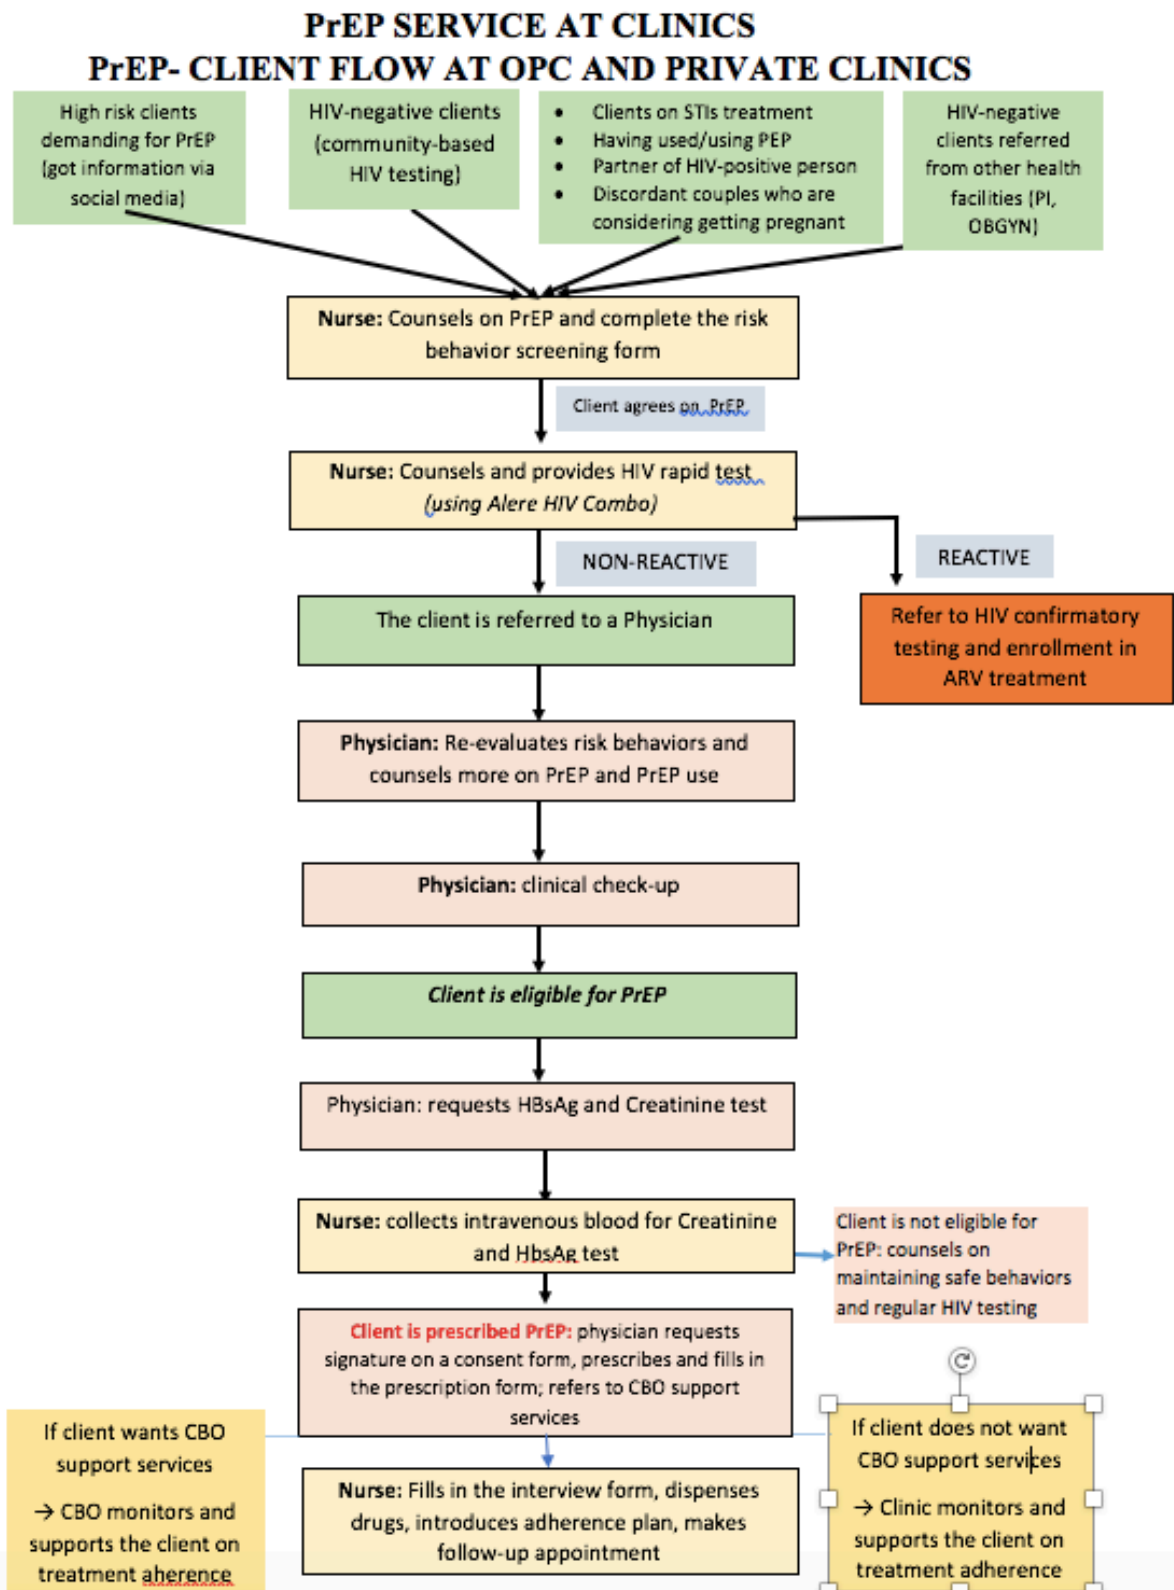 PrEP SERVICE AT CLINICS
PrEP- CLIENT FLOW AT OPC AND PRIVATE CLINICS
High risk clients
demanding for PrEP
(got information via
social media)
HIV-negative clients
(community-based
HIV testing)
• Clients on STIs treatment
• Having used/using PEP
• Partner of HIV-positive person
• Discordant couples who are
considering getting pregnant
HIV-negative
clients referred
from other health
facilities (PI,
OBGYN)
Nurse: Counsels on PrEP and complete the risk
behavior screening form
Client agrees on PrEP
Nurse: Counsels and provides HIV rapid test
(using Alere HIV Combo)
NON-REACTIVE
REACTIVE
The client is referred to a Physician
Refer to HIV confirmatory
testing and enrollment in
ARV treatment
Physician: Re-evaluates risk behaviors and
counsels more on PrEP and PrEP use
Physician: clinical check-up
Client is eligible for PrEP
Physician: requests HBsAg and Creatinine test
Nurse: collects intravenous blood for Creatinine
and HbsAg test
Client is not eligible for
PrEP: counsels on
maintaining safe behaviors
and regular HIV testing
Client is prescribed PrEP: physician requests
signature on a consent form, prescribes and fills in
the prescription form; refers to CBO support
services
If client wants CBO
support services
→ CBO monitors and
supports the client on
treatment aherence
Nurse: Fills in the interview form, dispenses
drugs, introduces adherence plan, makes
follow-up appointment
If client does not want
CBO support services
→ Clinic monitors and
supports the client on
treatment adherence